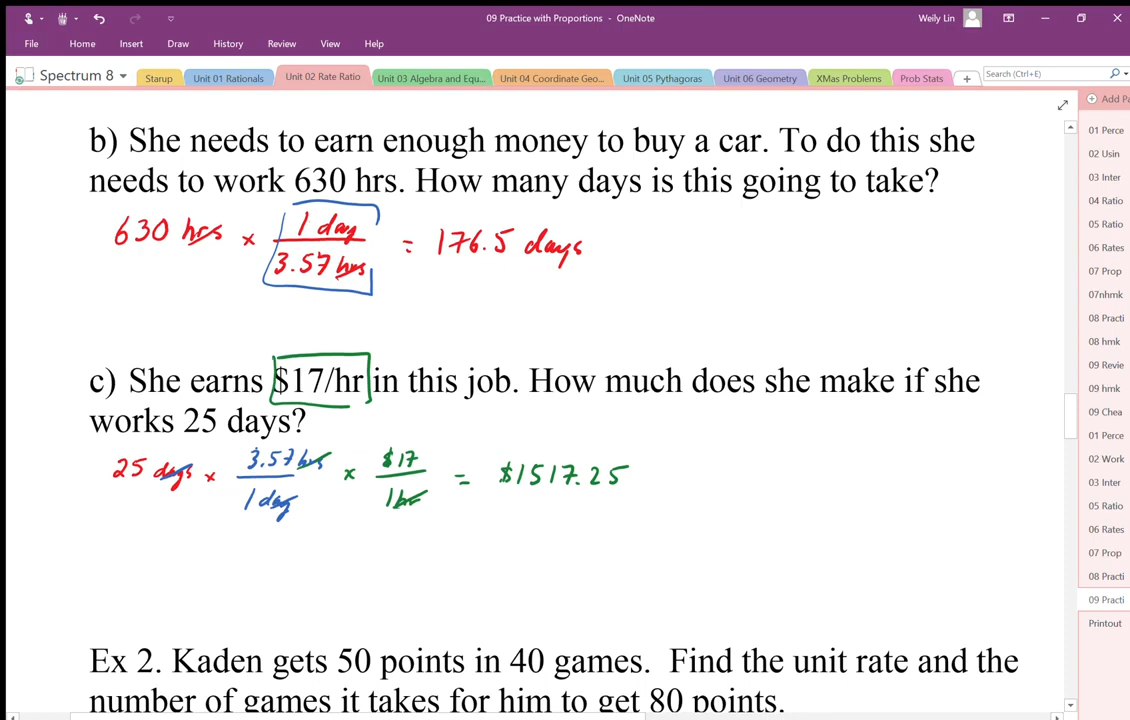 09 Practice with Proportions - OneNote
Weily Lin
File Home Insert Draw History Review View Help
Spectrum 8 Starup Unit 01 Rationals Unit 02 Rate Ratio Unit 03 Algebra and Equ... Unit 04 Coordinate Geo... Unit 05 Pythagoras Unit 06 Geometry XMas Problems Prob Stats + Search (Ctrl+E)
Add Pa
b) She needs to earn enough money to buy a car. To do this she
needs to work 630 hrs. How many days is this going to take?
630 hrs × 1 day
3.57 hrs
= 176.5 days
c) She earns $17/hr in this job. How much does she make if she
works 25 days?
25 days × 3.57 hrs × $17 = $1517.25
1 day 1 hr
Ex 2. Kaden gets 50 points in 40 games. Find the unit rate and the
number of games it takes for him to get 80 points.
01 Perce
02 Usin
03 Inter
04 Ratio
05 Ratio
06 Rates
07 Prop
07nhmk
08 Practi
08 hmk
09 Revie
09 hmk
09 Chea
01 Perce
02 Work
03 Inter
05 Ratio
06 Rates
07 Prop
08 Practi
09 Practi
Printout